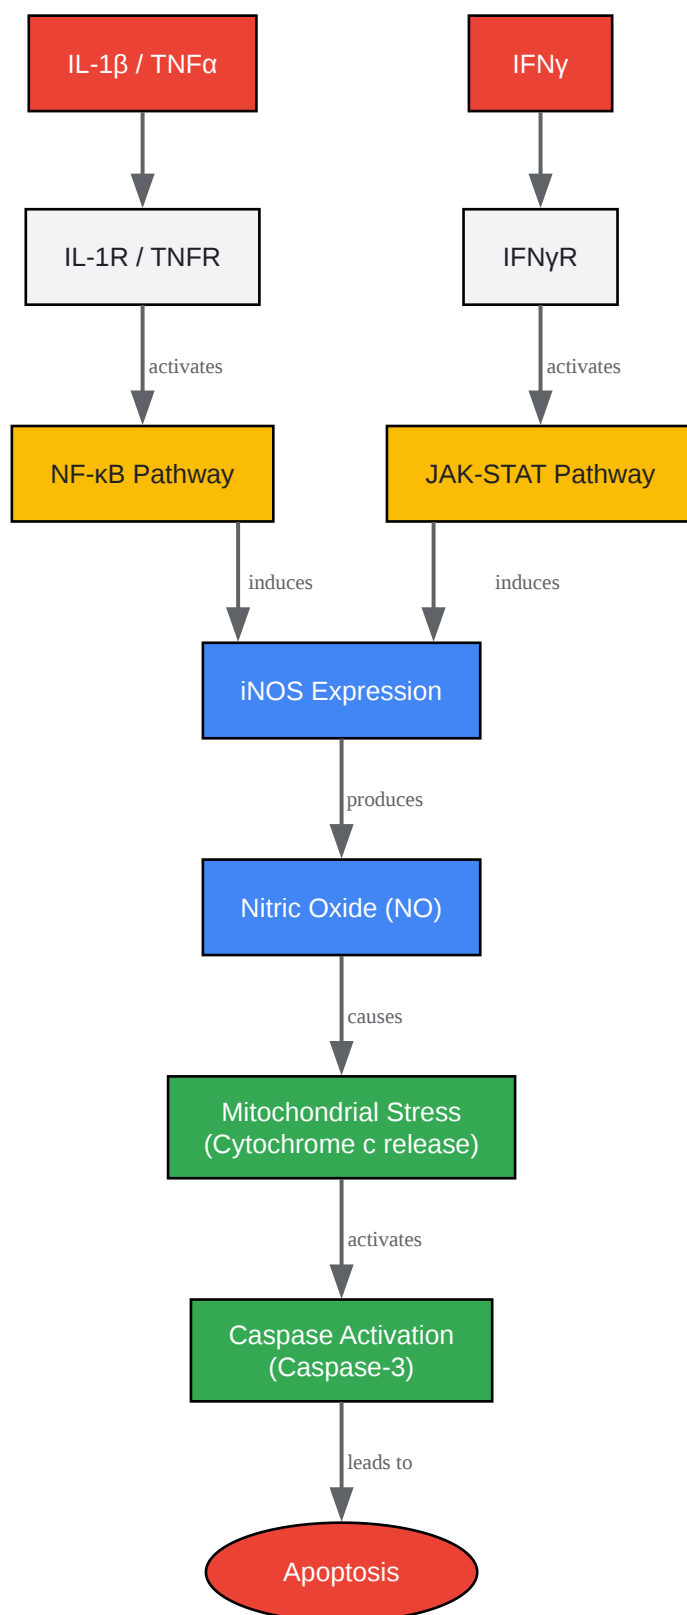 IL-1β / TNFα
IFNγ
IL-1R / TNFR
IFNγR
activates
activates
NF-κB Pathway
JAK-STAT Pathway
induces
induces
iNOS Expression
produces
Nitric Oxide (NO)
causes
Mitochondrial Stress
(Cytochrome c release)
activates
Caspase Activation
(Caspase-3)
leads to
Apoptosis